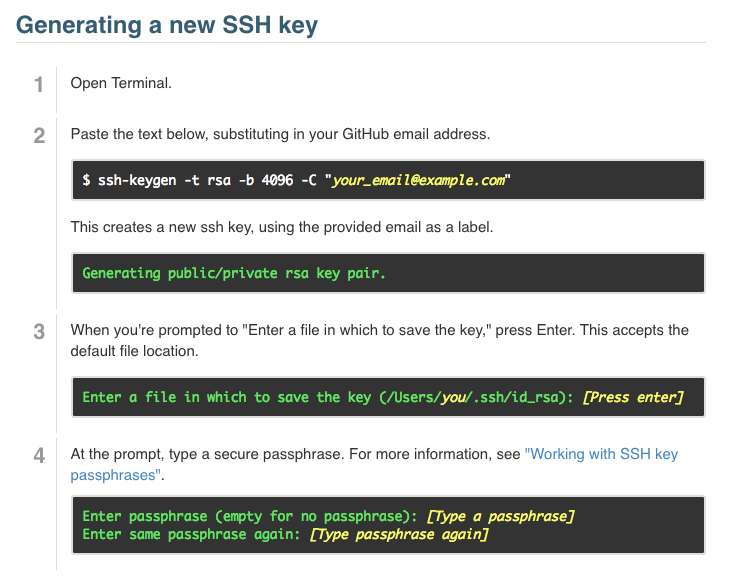 Generating a new SSH key
1
Open Terminal.
2
Paste the text below, substituting in your GitHub email address.
$ ssh-keygen -t rsa -b 4096 -C "your_email@example.com"
This creates a new ssh key, using the provided email as a label.
Generating public/private rsa key pair.
3
When you're prompted to "Enter a file in which to save the key," press Enter. This accepts the
default file location.
Enter a file in which to save the key (/Users/you/.ssh/id_rsa): [Press enter]
4
At the prompt, type a secure passphrase. For more information, see "Working with SSH key
passphrases".
Enter passphrase (empty for no passphrase): [Type a passphrase]
Enter same passphrase again: [Type passphrase again]